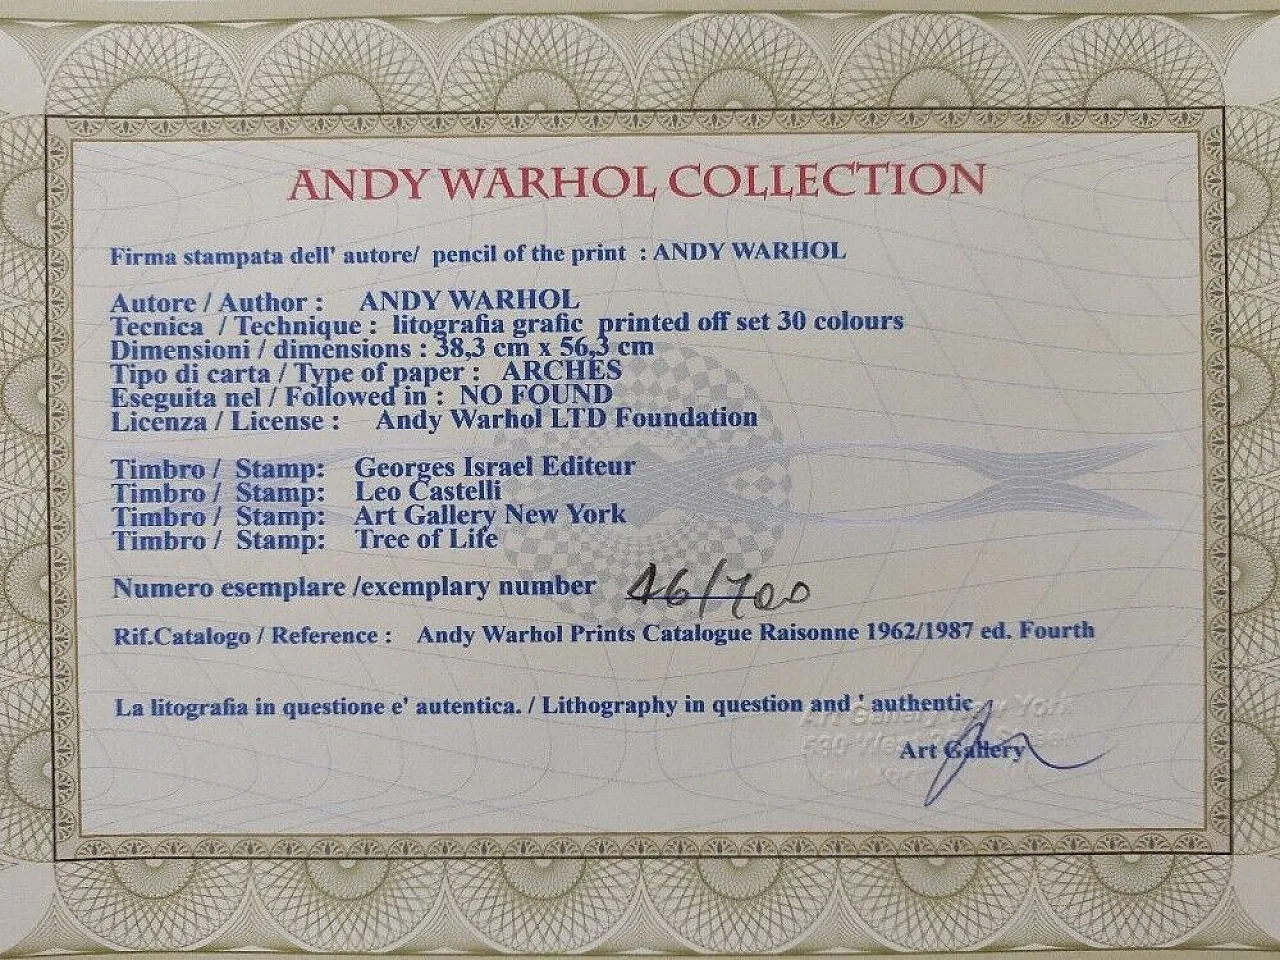 ANDY WARHOL COLLECTION
Firma stampata dell' autore/ pencil of the print : ANDY WARHOL
Autore / Author : ANDY WARHOL
Tecnica / Technique : litografia grafic printed off set 30 colours
Dimensioni / dimensions : 38,3 cm x 56,3 cm
Tipo di carta / Type of paper : ARCHES
Eseguita nel / Followed in : NO FOUND
Licenza / License : Andy Warhol LTD Foundation
Timbro / Stamp: Georges Israel Editeur
Timbro / Stamp: Leo Castelli
Timbro / Stamp: Art Gallery New York
Timbro / Stamp: Tree of Life
Numero esemplare /exemplary number 46/700
Rif.Catalogo / Reference : Andy Warhol Prints Catalogue Raisonne 1962/1987 ed. Fourth
La litografia in questione e' autentica. / Lithography in question and ' authentic
Art Gallery New York
Art Gallery